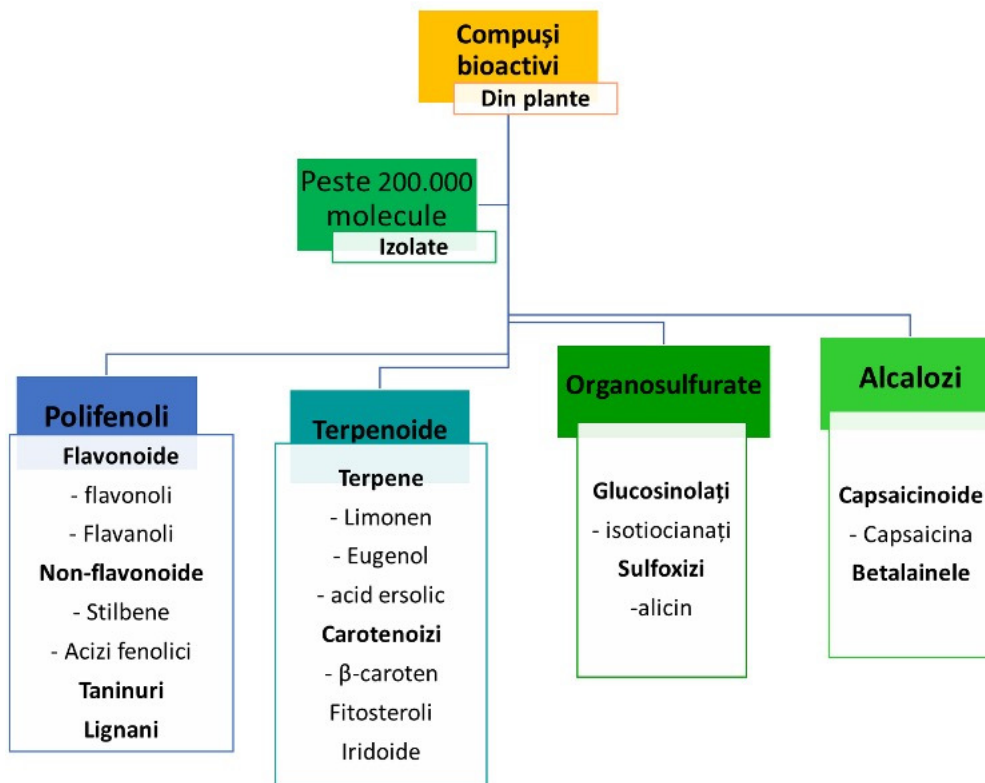 Compuși
bioactivi
Din plante
Peste 200.000
molecule
Izolate
Polifenoli
Flavonoide
- flavonoli
- Flavanoli
Non-flavonoide
- Stilbene
- Acizi fenolici
Taninuri
Lignani
Terpenoide
Terpene
- Limonen
- Eugenol
- acid ersolic
Carotenoizi
- β-caroten
Fitosteroli
Iridoide
Organosulfurate
Glucosinolați
- isotiocianați
Sulfoxizi
-alicin
Alcalozi
Capsaicinoide
- Capsaicina
Betalainele